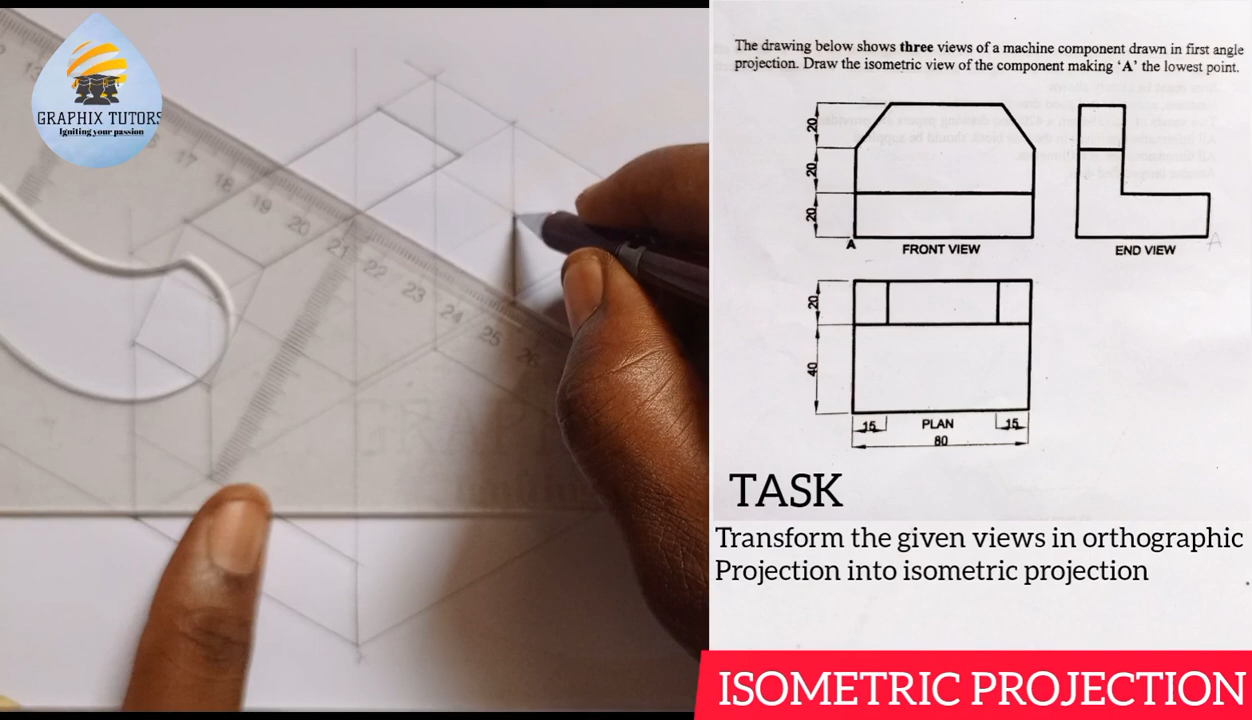 GRAPHIX TUTORS
Igniting your passion
17
18
19
20
21
22
23
24
25
26
The drawing below shows three views of a machine component drawn in first angle
projection. Draw the isometric view of the component making ‘A’ the lowest point.
20
20
20
A
FRONT VIEW
END VIEW
A
20
40
15
PLAN
15
80
TASK
Transform the given views in orthographic
Projection into isometric projection
ISOMETRIC PROJECTION